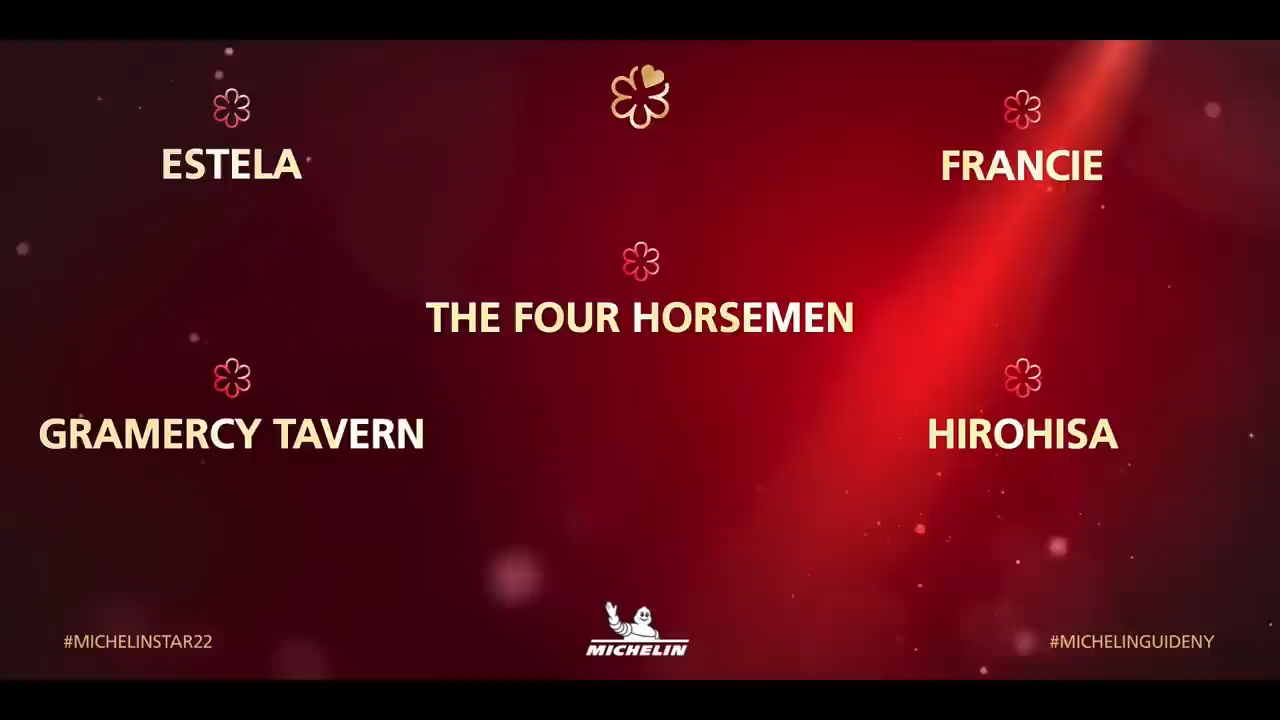 ESTELA
FRANCIE
THE FOUR HORSEMEN
GRAMERCY TAVERN
HIROHISA
#MICHELINSTAR22
MICHELIN
#MICHELINGUIDENY